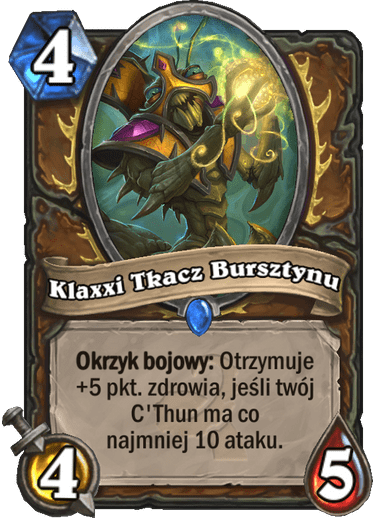 4
Klaxxi Tkacz Bursztynu
Okrzyk bojowy: Otrzymuje
+5 pkt. zdrowia, jeśli twój
C'Thun ma co
najmniej 10 ataku.
4
5